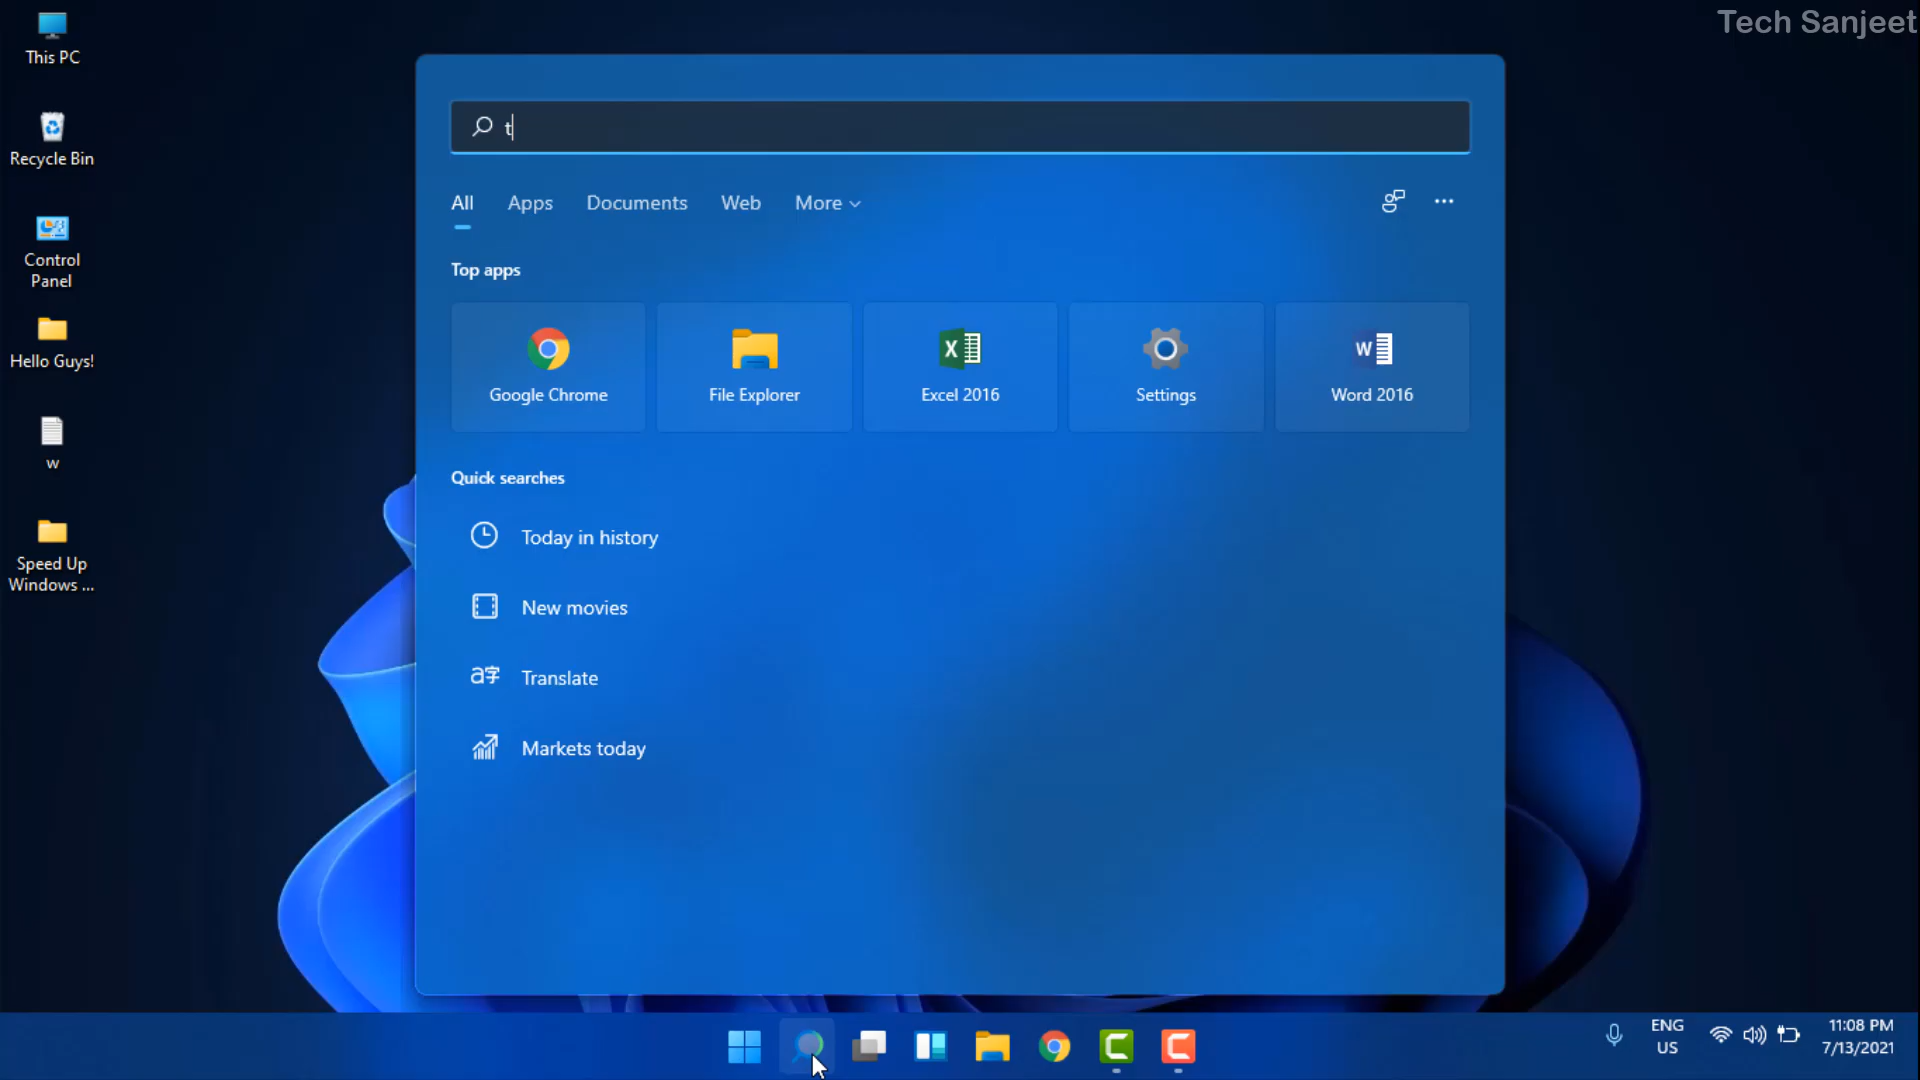 Tech Sanjeet
This PC
Recycle Bin
Control
Panel
Hello Guys!
w
Speed Up
Windows ...
t
All Apps Documents Web More
Top apps
Google Chrome
File Explorer
Excel 2016
Settings
Word 2016
Quick searches
Today in history
New movies
Translate
Markets today
ENG
US
11:08 PM
7/13/2021